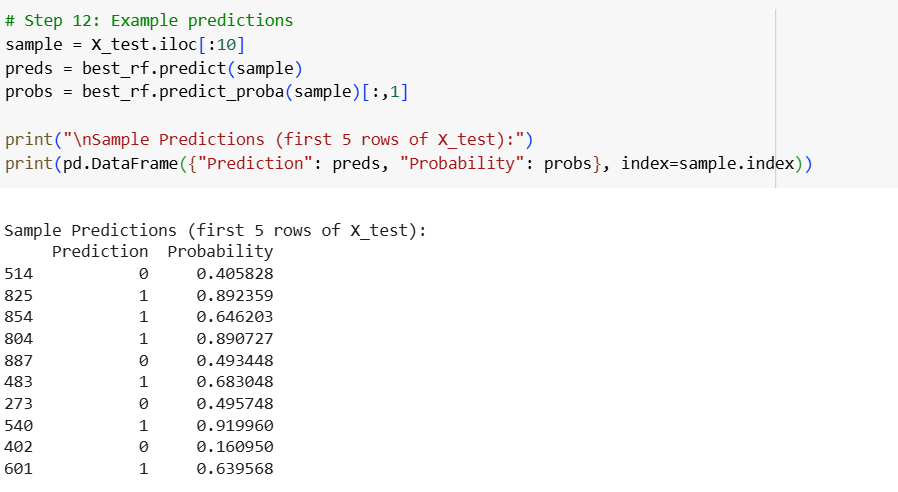 # Step 12: Example predictions
sample = X_test.iloc[:10]
preds = best_rf.predict(sample)
probs = best_rf.predict_proba(sample)[:,1]
print("\nSample Predictions (first 5 rows of X_test):")
print(pd.DataFrame({"Prediction": preds, "Probability": probs}, index=sample.index))
Sample Predictions (first 5 rows of X_test):
Prediction Probability
514 0 0.405828
825 1 0.892359
854 1 0.646203
804 1 0.890727
887 0 0.493448
483 1 0.683048
273 0 0.495748
540 1 0.919960
402 0 0.160950
601 1 0.639568